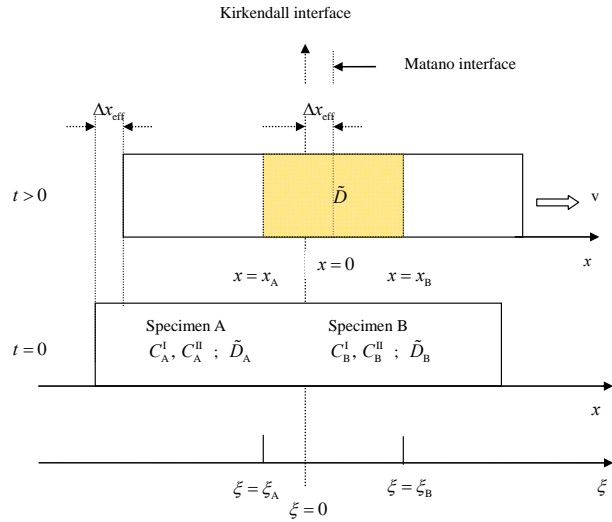 Kirkendall interface
Matano interface
Δx_eff
Δx_eff
t > 0
D̃
v
x
x = x_A
x = 0
x = x_B
t = 0
Specimen A
Specimen B
C_A^I, C_A^II ; D̃_A
C_B^I, C_B^II ; D̃_B
x
ξ = ξ_A
ξ = 0
ξ = ξ_B
ξ